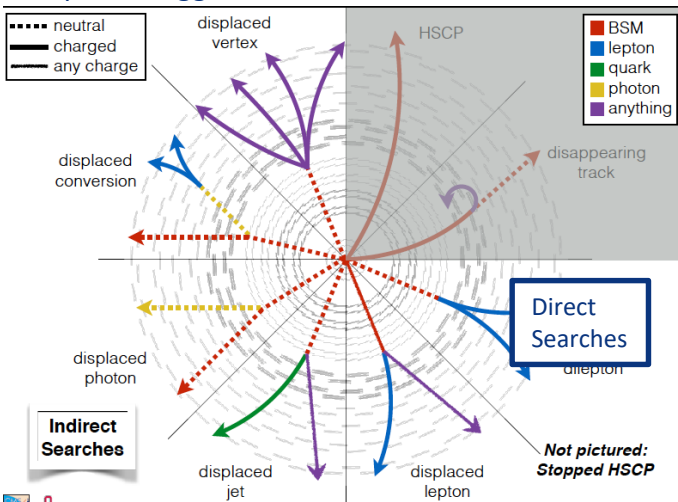 neutral
charged
any charge
displaced
vertex
HSCP
BSM
lepton
quark
photon
anything
displaced
conversion
disappearing
track
Direct
Searches
displaced
photon
Indirect
Searches
displaced
jet
displaced
lepton
Not pictured:
Stopped HSCP